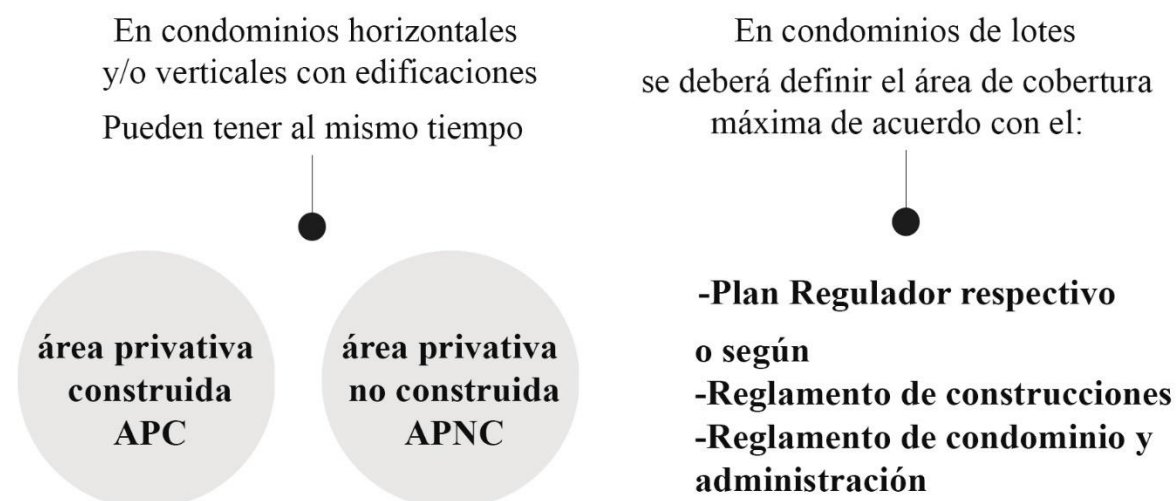 En condominios horizontales
y/o verticales con edificaciones
Pueden tener al mismo tiempo
área privativa
construida
APC
área privativa
no construida
APNC
En condominios de lotes
se deberá definir el área de cobertura
máxima de acuerdo con el:
-Plan Regulador respectivo
o según
-Reglamento de construcciones
-Reglamento de condominio y
administración